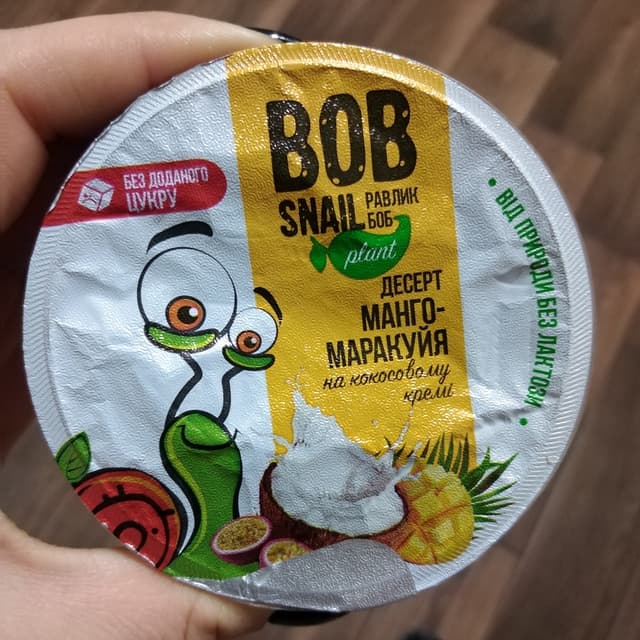 BOB
SNAIL
РАВЛИК
БОБ
plant
БЕЗ ДОДАНОГО
ЦУКРУ
ДЕСЕРТ
МАНГО-
МАРАКУЙЯ
на кокосовому
кремі
• ВІД ПРИРОДИ БЕЗ ЛАКТОЗИ •